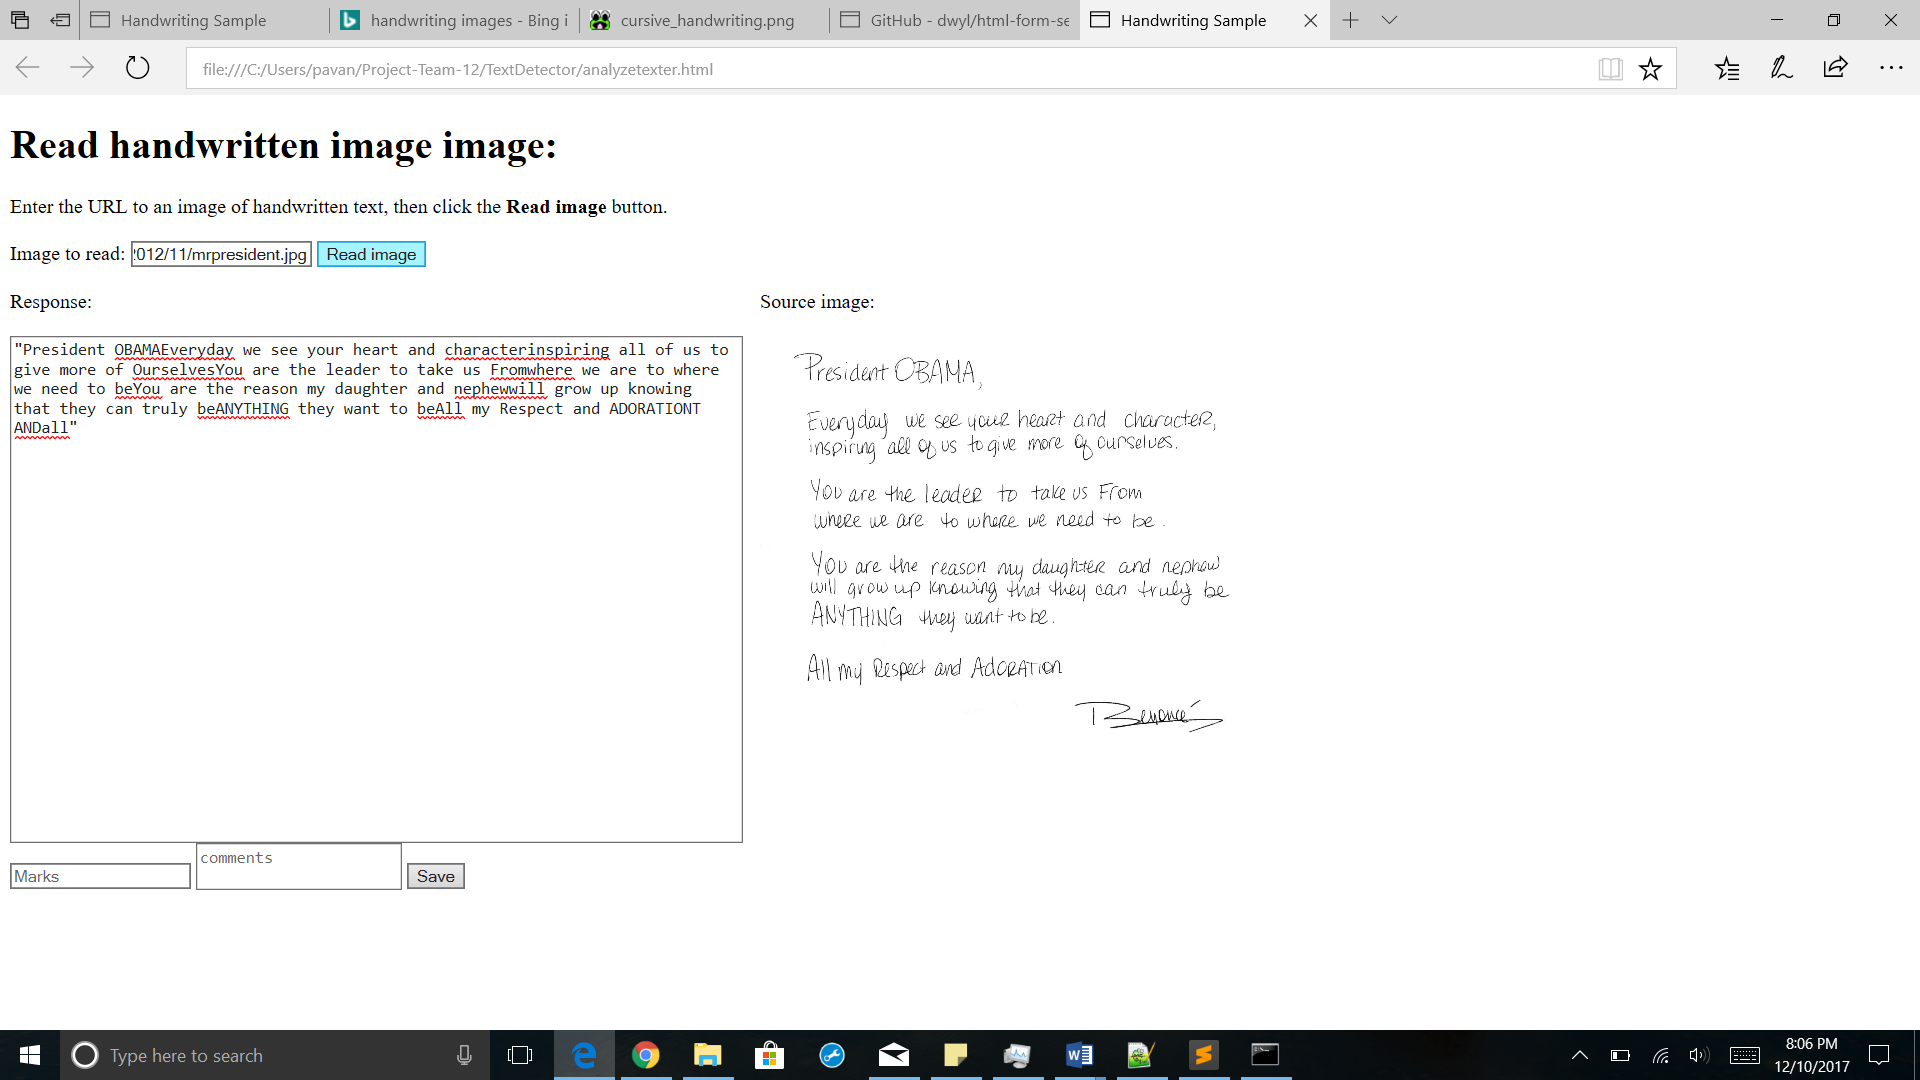 Handwriting Sample
handwriting images - Bing i
cursive_handwriting.png
GitHub - dwyl/html-form-se
Handwriting Sample
file:///C:/Users/pavan/Project-Team-12/TextDetector/analyzetexter.html
Read handwritten image image:
Enter the URL to an image of handwritten text, then click the Read image button.
Image to read: 2012/11/mrpresident.jpg Read image
Response:
"President OBAMAEveryday we see your heart and characterinspiring all of us to
give more of OurselvesYou are the leader to take us Fromwhere we are to where
we need to beYou are the reason my daughter and nephewwill grow up knowing
that they can truly beANYTHING they want to beAll my Respect and ADORATIONT
ANDall"
Marks
comments
Save
Source image:
President OBAMA,
Everyday we see your heart and character,
inspiring all of us to give more of ourselves.
You are the leader to take us From
where we are to where we need to be.
You are the reason my daughter and nephew
will grow up knowing that they can truly be
ANYTHING they want to be.
All my Respect and ADORATION
Beyoncé
Type here to search
8:06 PM
12/10/2017